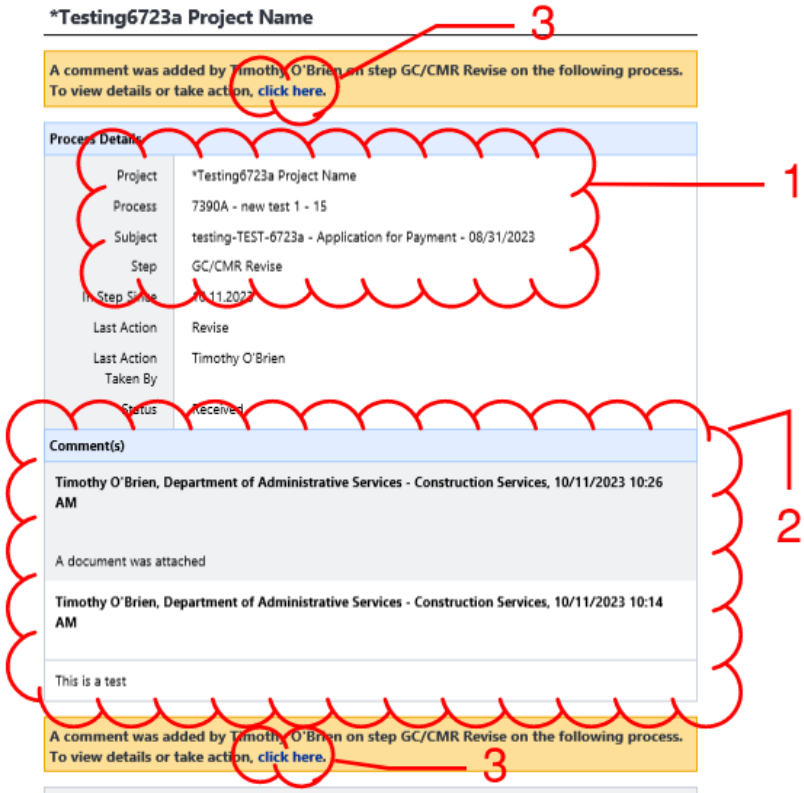 *Testing6723a Project Name
3
A comment was added by Timothy O'Brien on step GC/CMR Revise on the following process.
To view details or take action, click here.
Process Details
1
Project *Testing6723a Project Name
Process 7390A - new test 1 - 15
Subject testing-TEST-6723a - Application for Payment - 08/31/2023
Step GC/CMR Revise
In Step Since 10.11.2023
Last Action Revise
Last Action Timothy O'Brien
Taken By
Status Received
Comment(s)
2
Timothy O'Brien, Department of Administrative Services - Construction Services, 10/11/2023 10:26
AM
A document was attached
Timothy O'Brien, Department of Administrative Services - Construction Services, 10/11/2023 10:14
AM
This is a test
A comment was added by Timothy O'Brien on step GC/CMR Revise on the following process.
To view details or take action, click here.
3